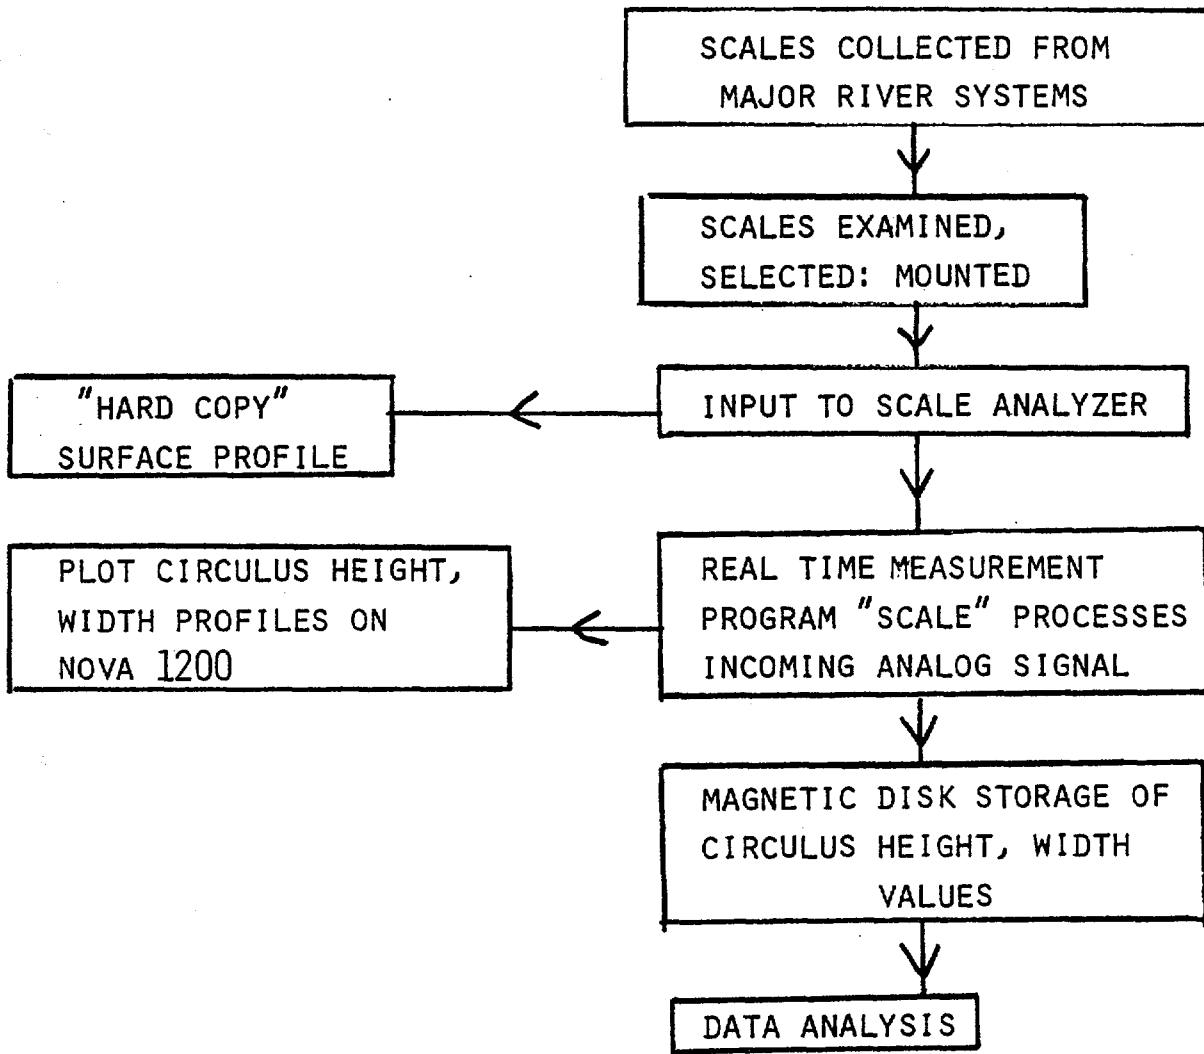 SCALES COLLECTED FROM
MAJOR RIVER SYSTEMS
SCALES EXAMINED,
SELECTED: MOUNTED
"HARD COPY"
SURFACE PROFILE
INPUT TO SCALE ANALYZER
PLOT CIRCULUS HEIGHT,
WIDTH PROFILES ON
NOVA 1200
REAL TIME MEASUREMENT
PROGRAM "SCALE" PROCESSES
INCOMING ANALOG SIGNAL
MAGNETIC DISK STORAGE OF
CIRCULUS HEIGHT, WIDTH
VALUES
DATA ANALYSIS